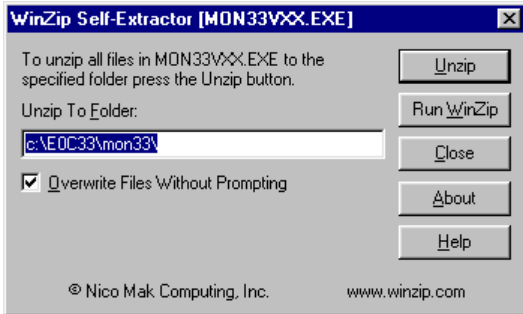 WinZip Self-Extractor [MON33VXX.EXE]
To unzip all files in MON33VXX.EXE to the
specified folder press the Unzip button.
Unzip To Folder:
c:\E0C33\mon33\
Overwrite Files Without Prompting
Unzip
Run WinZip
Close
About
Help
© Nico Mak Computing, Inc.
www.winzip.com